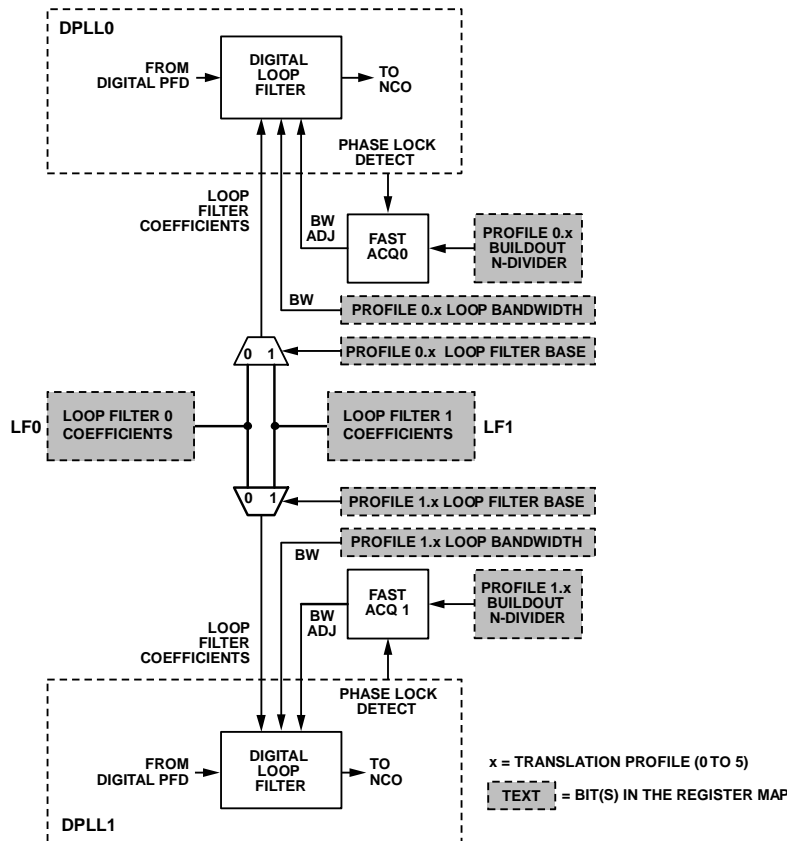 DPLL0
FROM
DIGITAL PFD
DIGITAL
LOOP
FILTER
TO
NCO
PHASE LOCK
DETECT
LOOP
FILTER
COEFFICIENTS
BW
ADJ
FAST
ACQ0
PROFILE 0.x
BUILDOUT
N-DIVIDER
BW
PROFILE 0.x LOOP BANDWIDTH
0 1
PROFILE 0.x LOOP FILTER BASE
LF0
LOOP FILTER 0
COEFFICIENTS
LOOP FILTER 1
COEFFICIENTS
LF1
0 1
PROFILE 1.x LOOP FILTER BASE
PROFILE 1.x LOOP BANDWIDTH
BW
LOOP
FILTER
COEFFICIENTS
BW
ADJ
FAST
ACQ 1
PROFILE 1.x
BUILDOUT
N-DIVIDER
PHASE LOCK
DETECT
FROM
DIGITAL PFD
DIGITAL
LOOP
FILTER
TO
NCO
DPLL1
x = TRANSLATION PROFILE (0 TO 5)
TEXT = BIT(S) IN THE REGISTER MAP